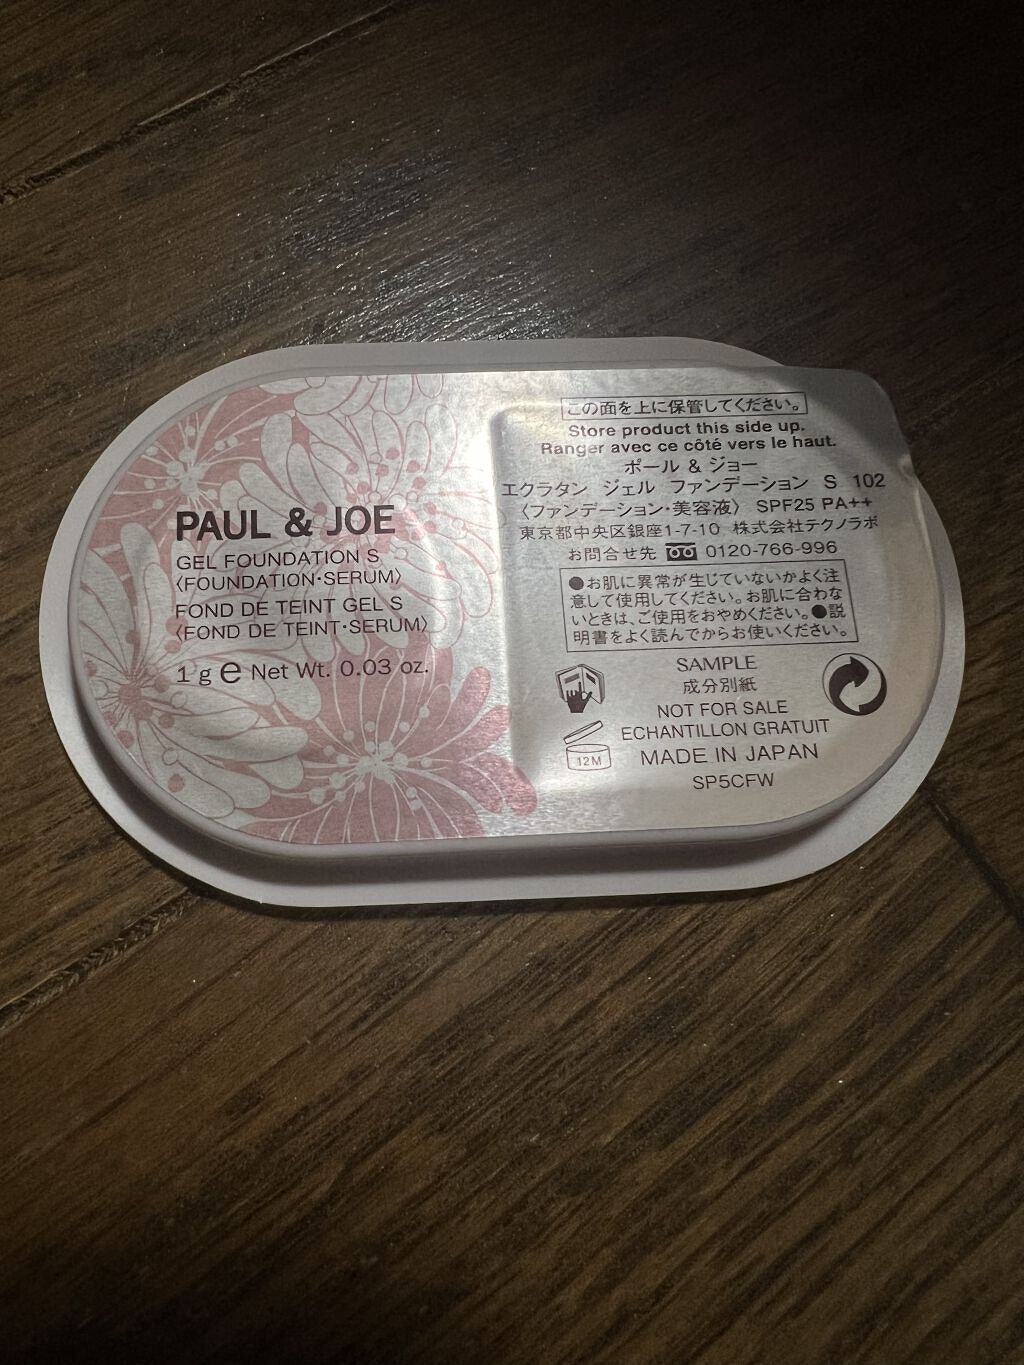 PAUL & JOE
GEL FOUNDATION S
〈FOUNDATION・SERUM〉
FOND DE TEINT GEL S
〈FOND DE TEINT・SERUM〉
1 g e Net Wt. 0.03 oz.
この面を上に保管してください。
Store product this side up.
Ranger avec ce côté vers le haut.
ポール & ジョー
エクラタン ジェル ファンデーション S 102
〈ファンデーション・美容液〉 SPF25 PA++
東京都中央区銀座1-7-10 株式会社テクノラボ
お問合せ先 0120-766-996
●お肌に異常が生じていないかよく注
意して使用してください。お肌に合わな
いときは、ご使用をおやめください。●説
明書をよく読んでからお使いください。
SAMPLE
成分別紙
NOT FOR SALE
ECHANTILLON GRATUIT
12M
MADE IN JAPAN
SP5CFW